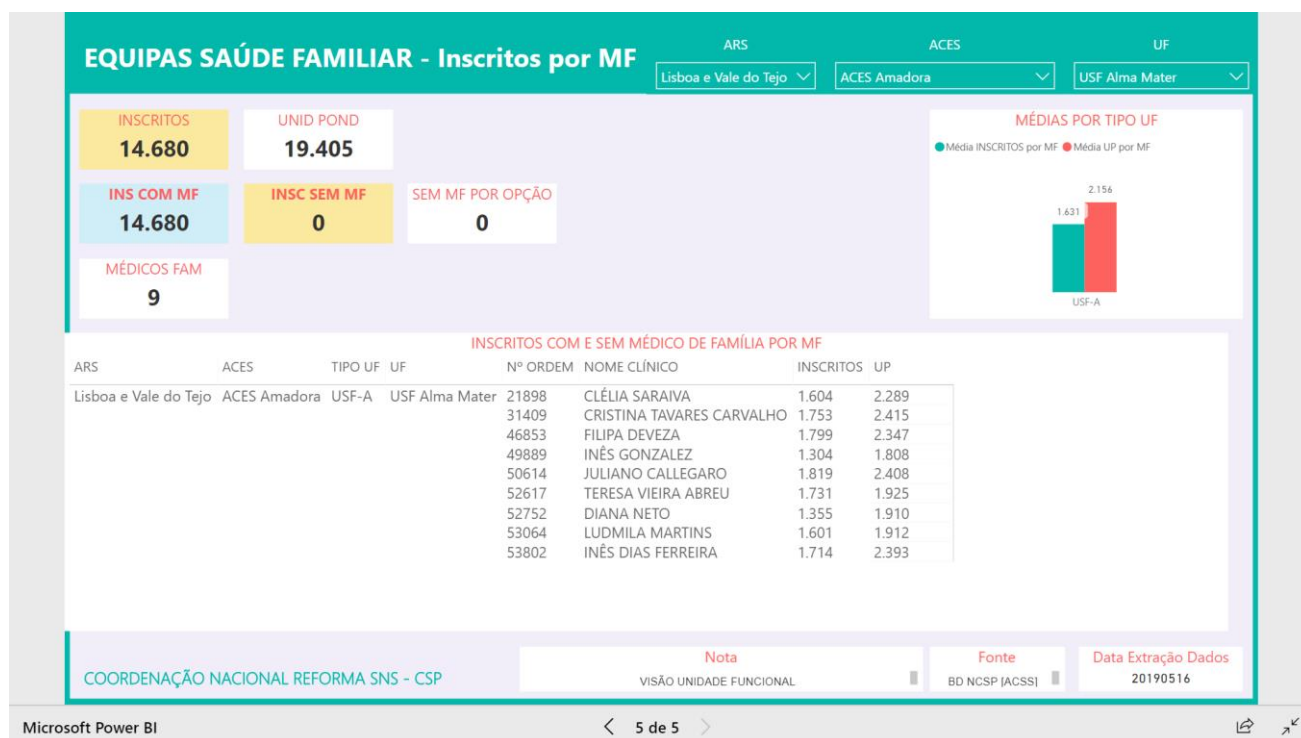 EQUIPAS SAÚDE FAMILIAR - Inscritos por MF
ARS ACES UF
Lisboa e Vale do Tejo ACES Amadora USF Alma Mater
INSCRITOS UNID POND
14.680 19.405
INS COM MF INSC SEM MF SEM MF POR OPÇÃO
14.680 0 0
MÉDICOS FAM
9
MÉDIAS POR TIPO UF
Média INSCRITOS por MF Média UP por MF
2.156
1.631
USF-A
INSCRITOS COM E SEM MÉDICO DE FAMÍLIA POR MF
ARS ACES TIPO UF UF Nº ORDEM NOME CLÍNICO INSCRITOS UP
Lisboa e Vale do Tejo ACES Amadora USF-A USF Alma Mater 21898 CLÉLIA SARAIVA 1.604 2.289
31409 CRISTINA TAVARES CARVALHO 1.753 2.415
46853 FILIPA DEVEZA 1.799 2.347
49889 INÊS GONZALEZ 1.304 1.808
50614 JULIANO CALLEGARO 1.819 2.408
52617 TERESA VIEIRA ABREU 1.731 1.925
52752 DIANA NETO 1.355 1.910
53064 LUDMILA MARTINS 1.601 1.912
53802 INÊS DIAS FERREIRA 1.714 2.393
COORDENAÇÃO NACIONAL REFORMA SNS - CSP
Nota
VISÃO UNIDADE FUNCIONAL
Fonte
BD NCSP [ACSS]
Data Extração Dados
20190516
Microsoft Power BI
5 de 5